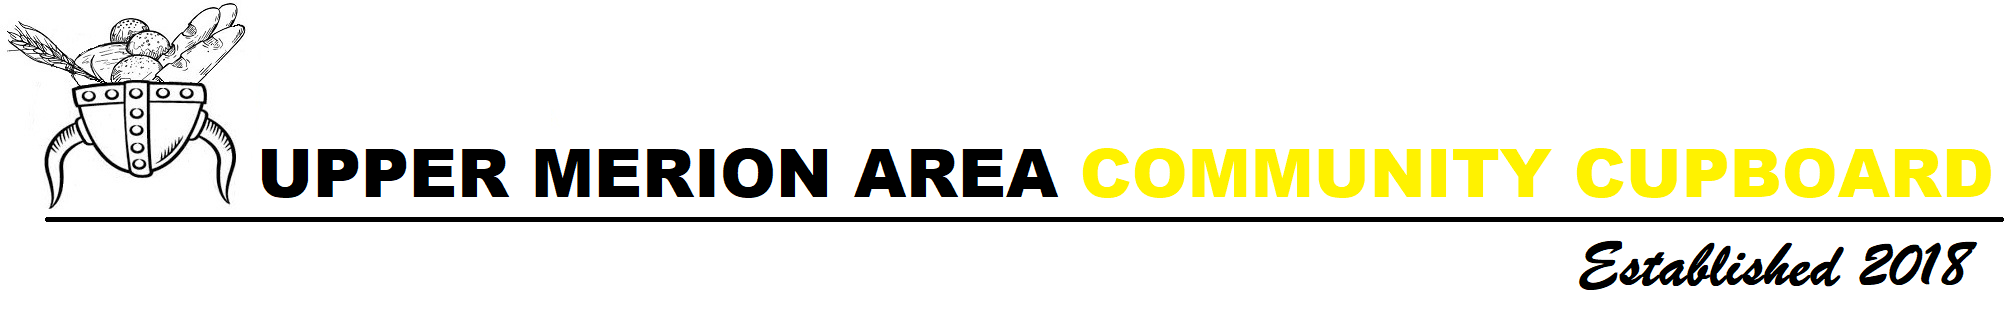 UPPER MERION AREA COMMUNITY CUPBOARD
Established 2018